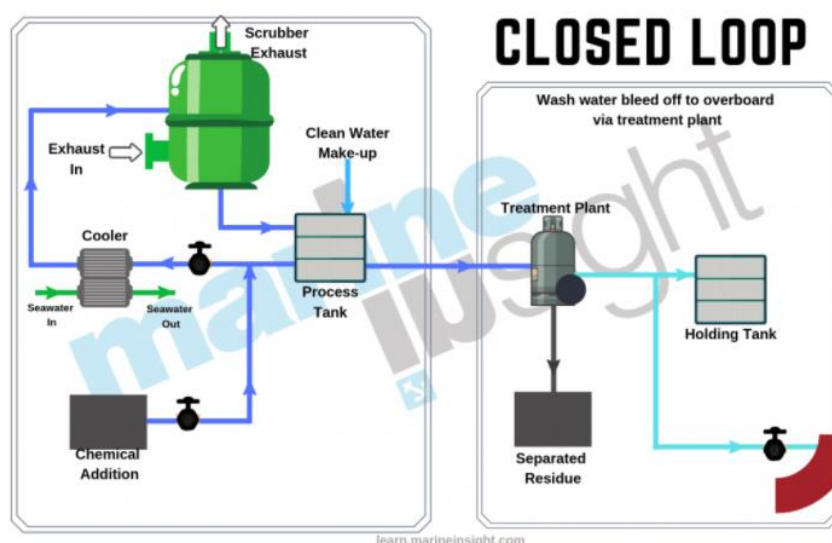 CLOSED LOOP
Scrubber
Exhaust
Exhaust
In
Clean Water
Make-up
Cooler
Seawater
In
Seawater
Out
Process
Tank
Chemical
Addition
Wash water bleed off to overboard
via treatment plant
Treatment Plant
Holding Tank
Separated
Residue
marine
insight
learn.marineinsight.com